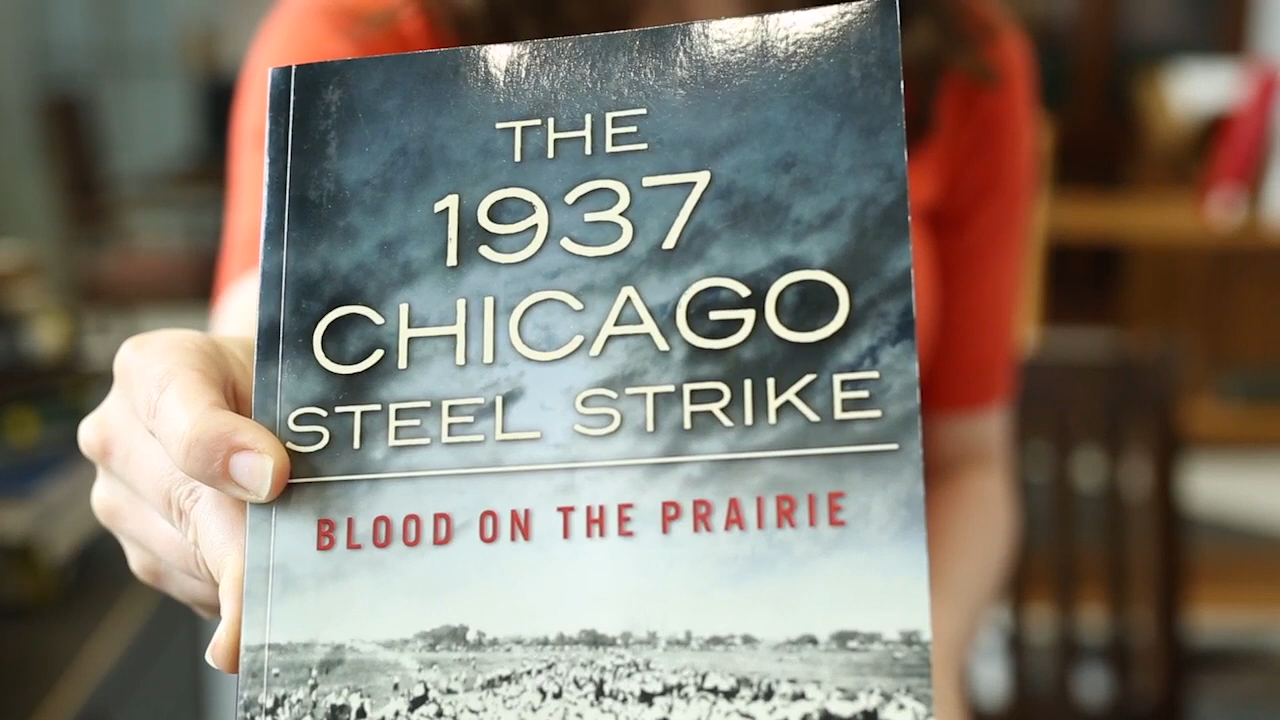 THE
1937
CHICAGO
STEEL STRIKE
BLOOD ON THE PRAIRIE